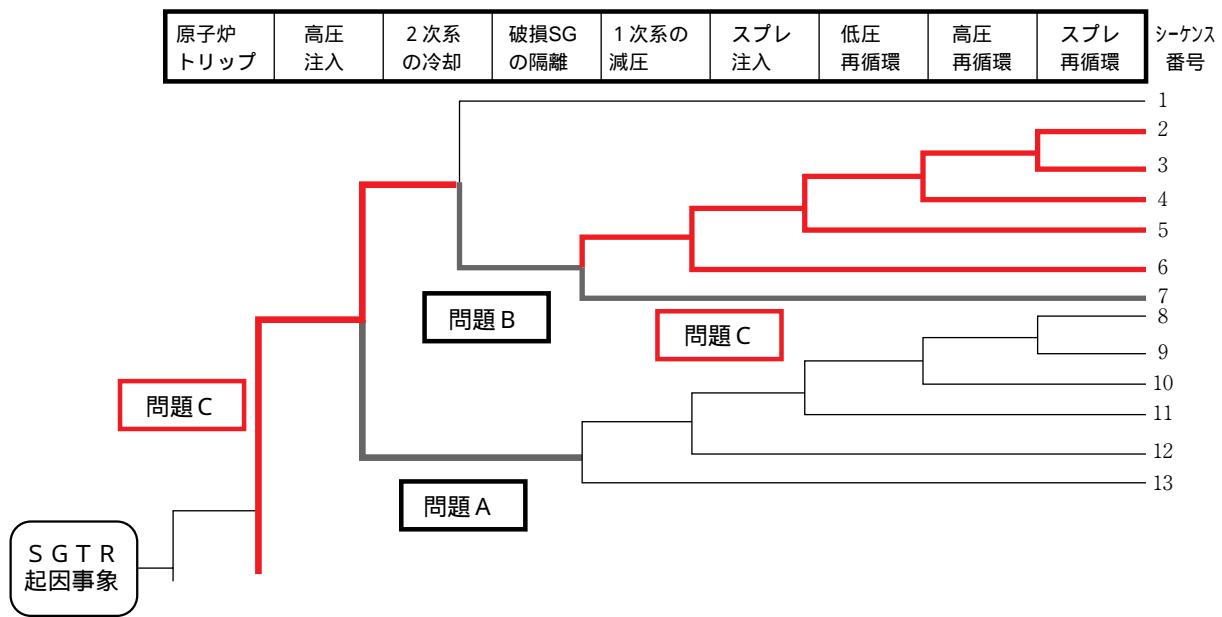 原子炉
トリップ
高圧
注入
２次系
の冷却
破損SG
の隔離
１次系の
減圧
スプレ
注入
低圧
再循環
高圧
再循環
スプレ
再循環
ｼｰｹﾝｽ
番号
1
2
3
4
5
6
7
8
9
10
11
12
13
問題Ｂ
問題Ｃ
問題Ｃ
問題Ａ
ＳＧＴＲ
起因事象